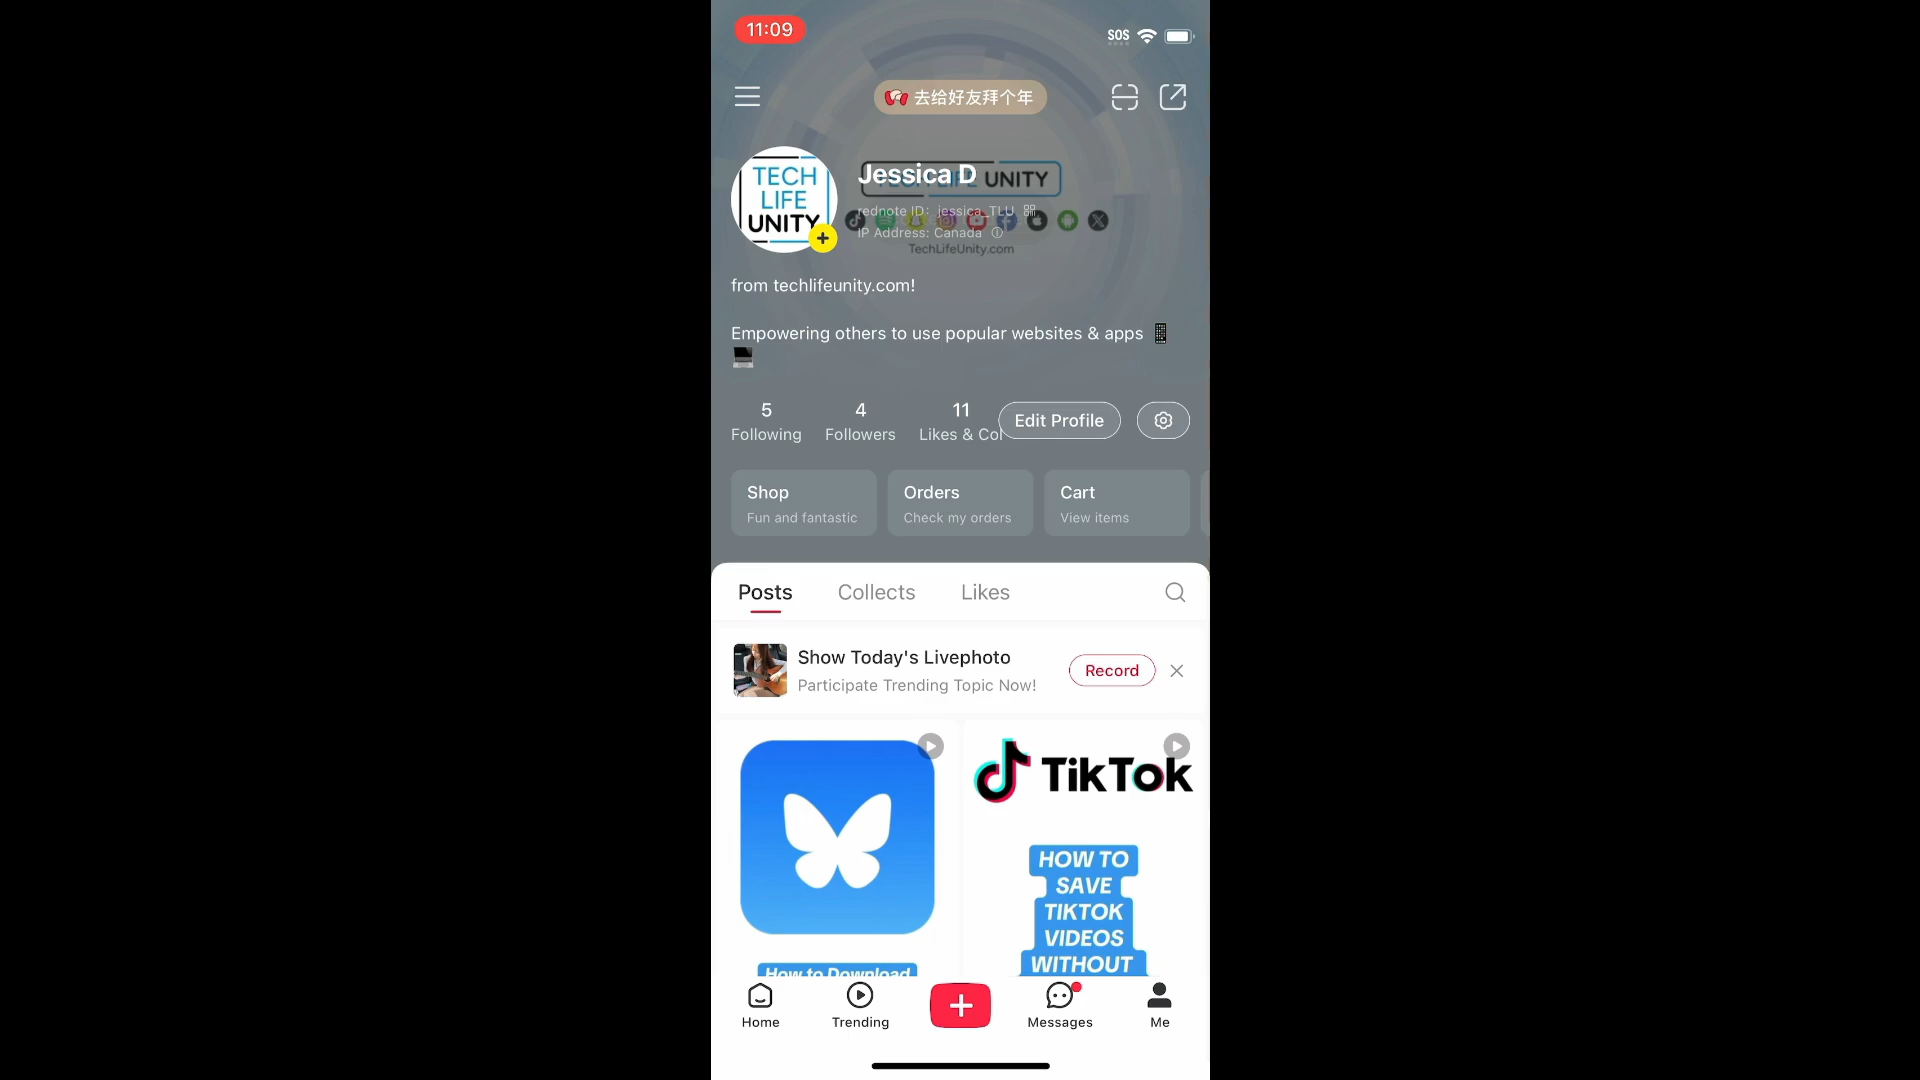 11:09
SOS
去给好友拜个年
TECH
LIFE
UNITY
Jessica D
TECH LIFE UNITY
rednote ID: jessica_TLU
IP Address: Canada
TechLifeUnity.com
from techlifeunity.com!
Empowering others to use popular websites & apps
5
4
11
Following
Followers
Likes & Col
Edit Profile
Shop
Orders
Cart
Fun and fantastic
Check my orders
View items
Posts
Collects
Likes
Show Today's Livephoto
Participate Trending Topic Now!
Record
TikTok
HOW TO
SAVE
TIKTOK
VIDEOS
WITHOUT
How to Download
Home
Trending
Messages
Me